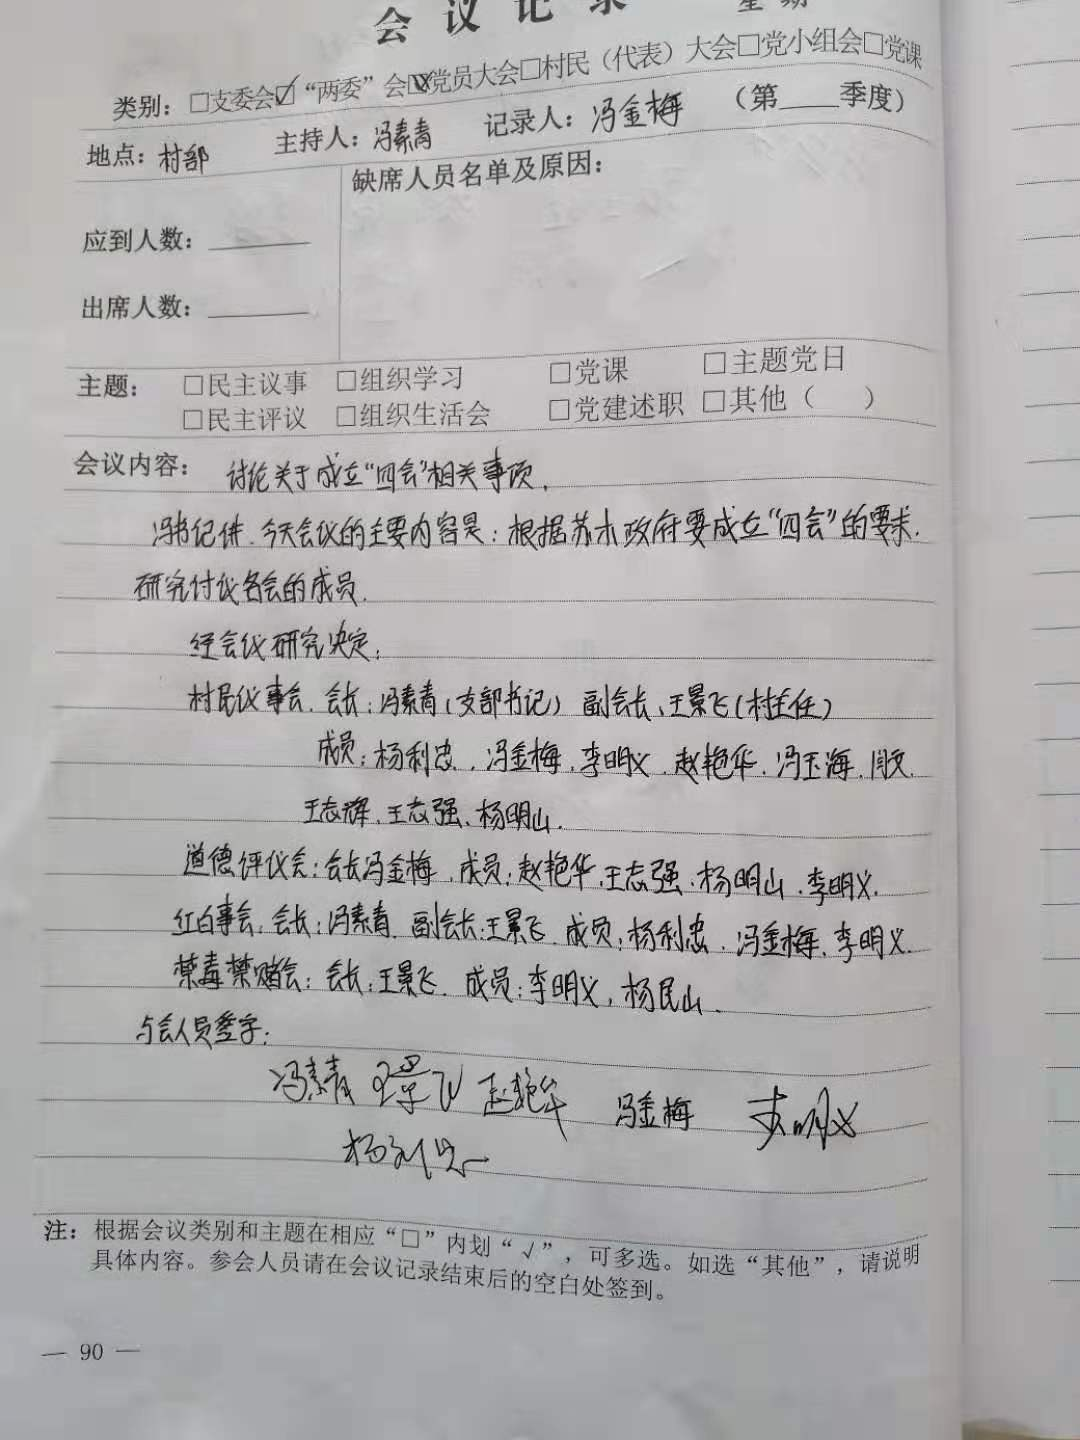 会议记录 星期
类别：□支委会☑“两委”会☑党员大会□村民（代表）大会□党小组会□党课
地点：村部 主持人：冯素青 记录人：冯金梅 （第____季度）
缺席人员名单及原因：
应到人数：______
出席人数：______
主题： □民主议事 □组织学习 □党课 □主题党日
□民主评议 □组织生活会 □党建述职 □其他（ ）
会议内容： 讨论关于成立“四会”相关事项.
冯书记讲.今天会议的主要内容是：根据苏木政府要成立“四会”的要求.
研究讨议各会的成员.
经会议研究决定：
村民议事会.会长：冯素青（支部书记） 副会长、王景飞（村主任）
成员：杨利忠.冯金梅.李明义.赵艳华.冯玉海.闫文.
王志辉.王志强.杨明山.
道德评议会：会长冯金梅.成员：赵艳华.王志强.杨明山.李明义.
红白事会.会长：冯素青.副会长：王景飞.成员：杨利忠.冯金梅.李明义.
禁毒禁赌会：会长：王景飞.成员：李明义,杨民山.
与会人员签字：
冯素青 王景飞 赵艳华 冯金梅 李明义
杨利忠
注：根据会议类别和主题在相应“□”内划“√”，可多选。如选“其他”，请说明
具体内容。参会人员请在会议记录结束后的空白处签到。
— 90 —